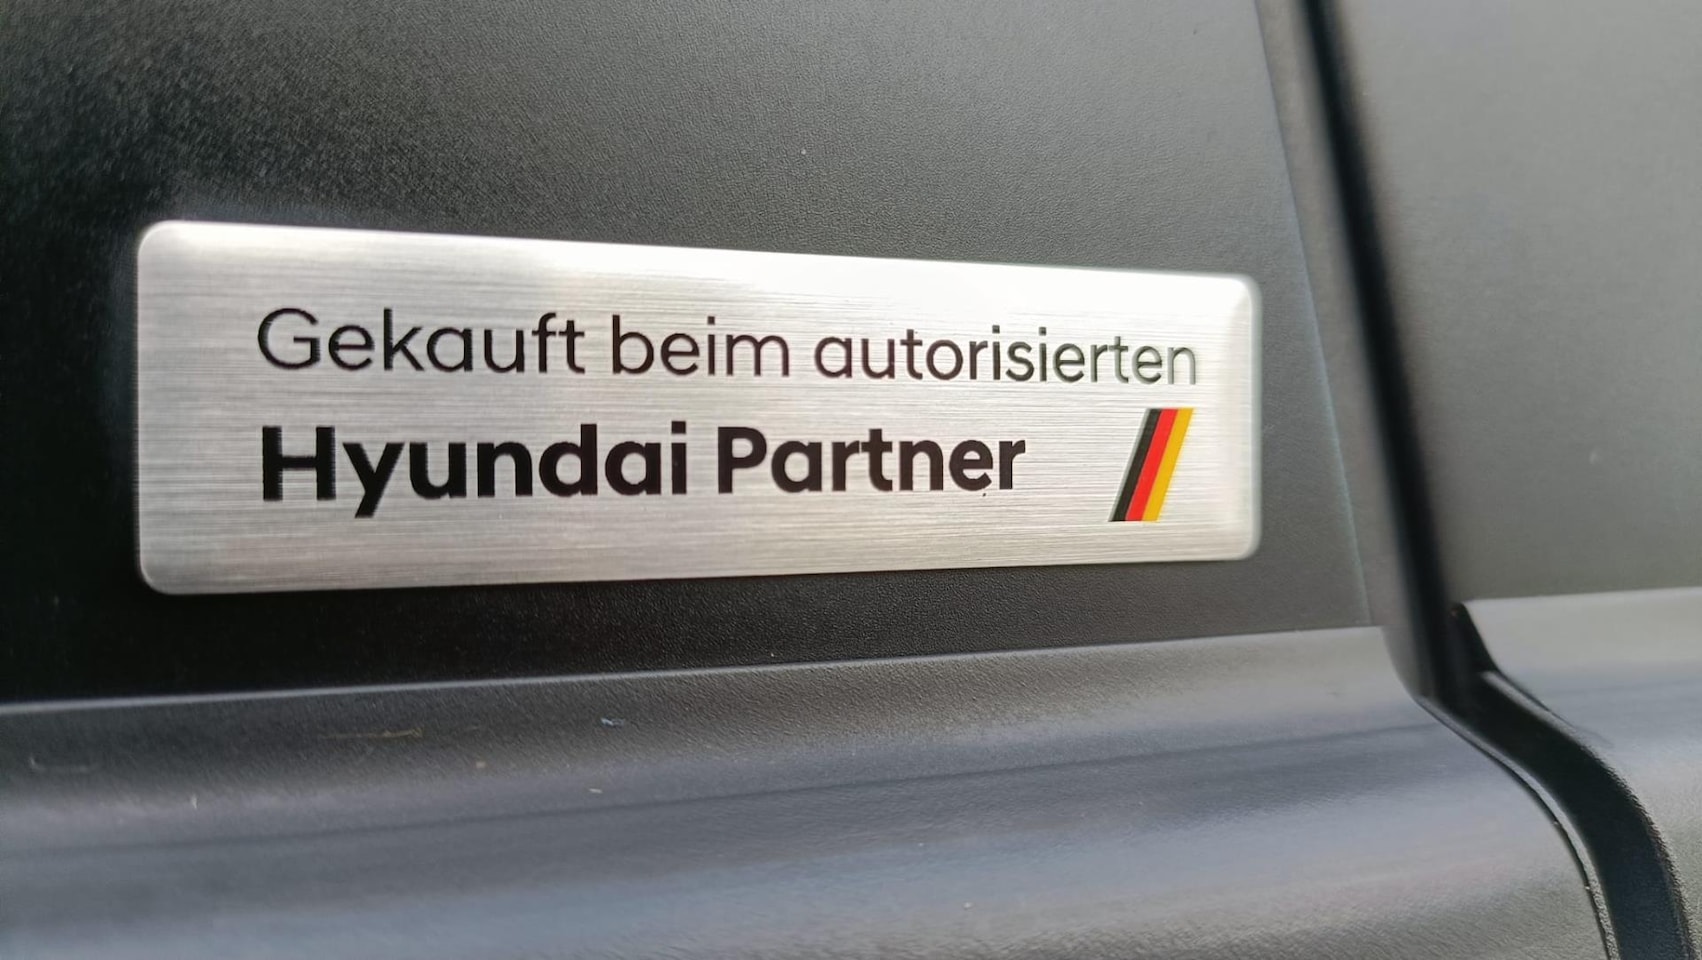 Gekauft beim autorisierten
Hyundai Partner